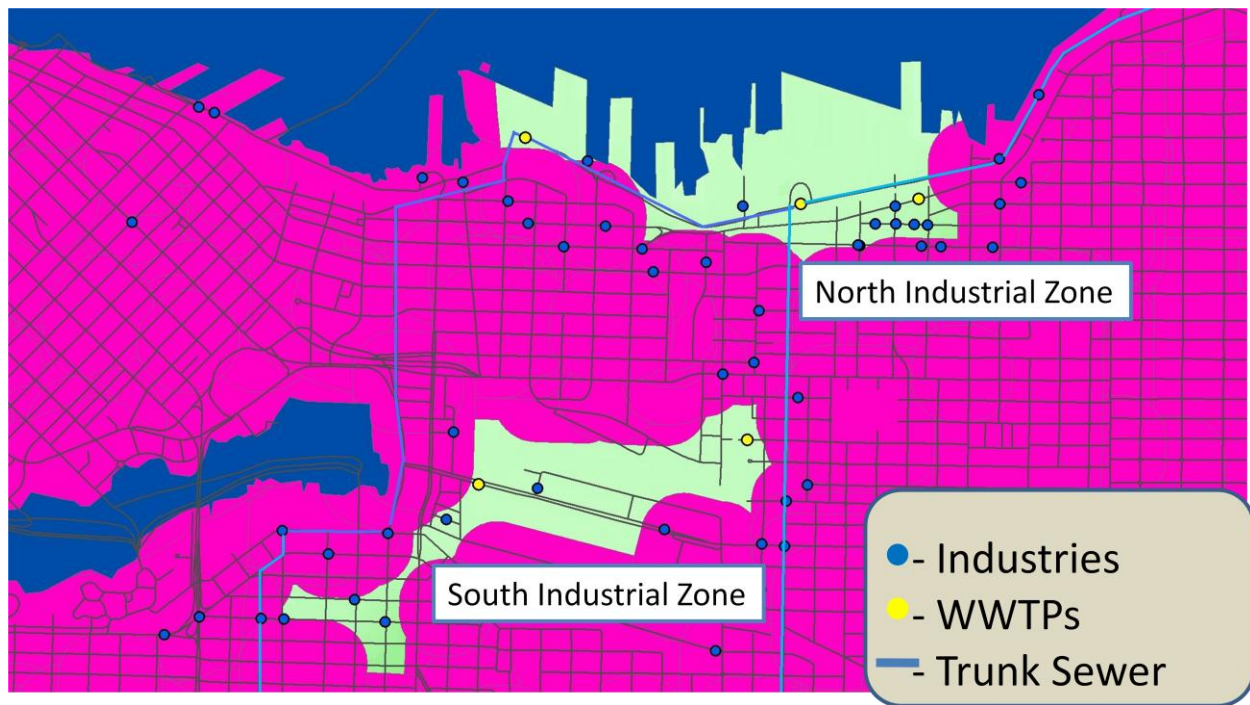 North Industrial Zone
South Industrial Zone
- Industries
- WWTPs
- Trunk Sewer